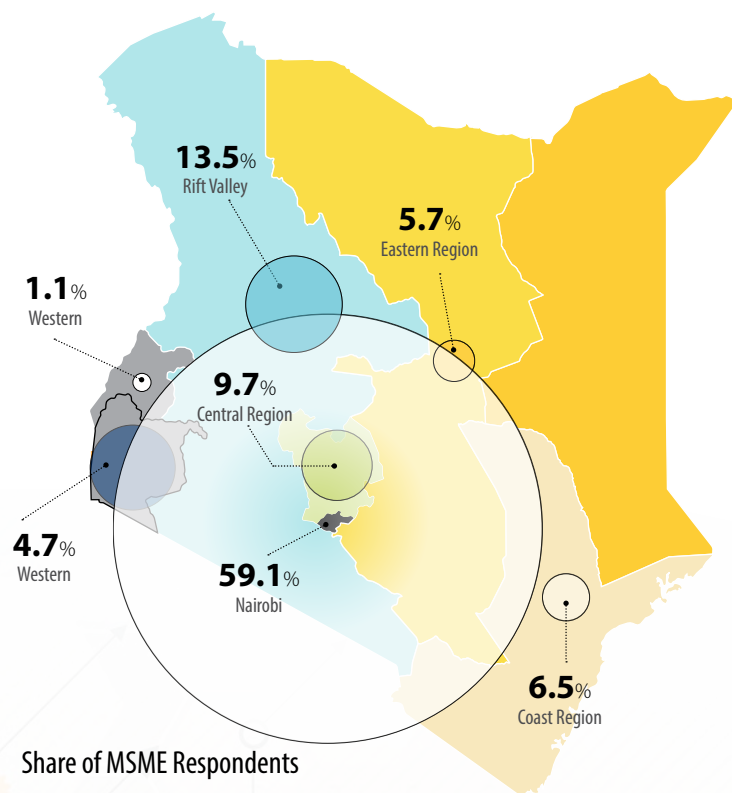 13.5%
Rift Valley
5.7%
Eastern Region
1.1%
Western
9.7%
Central Region
4.7%
Western
59.1%
Nairobi
6.5%
Coast Region
Share of MSME Respondents